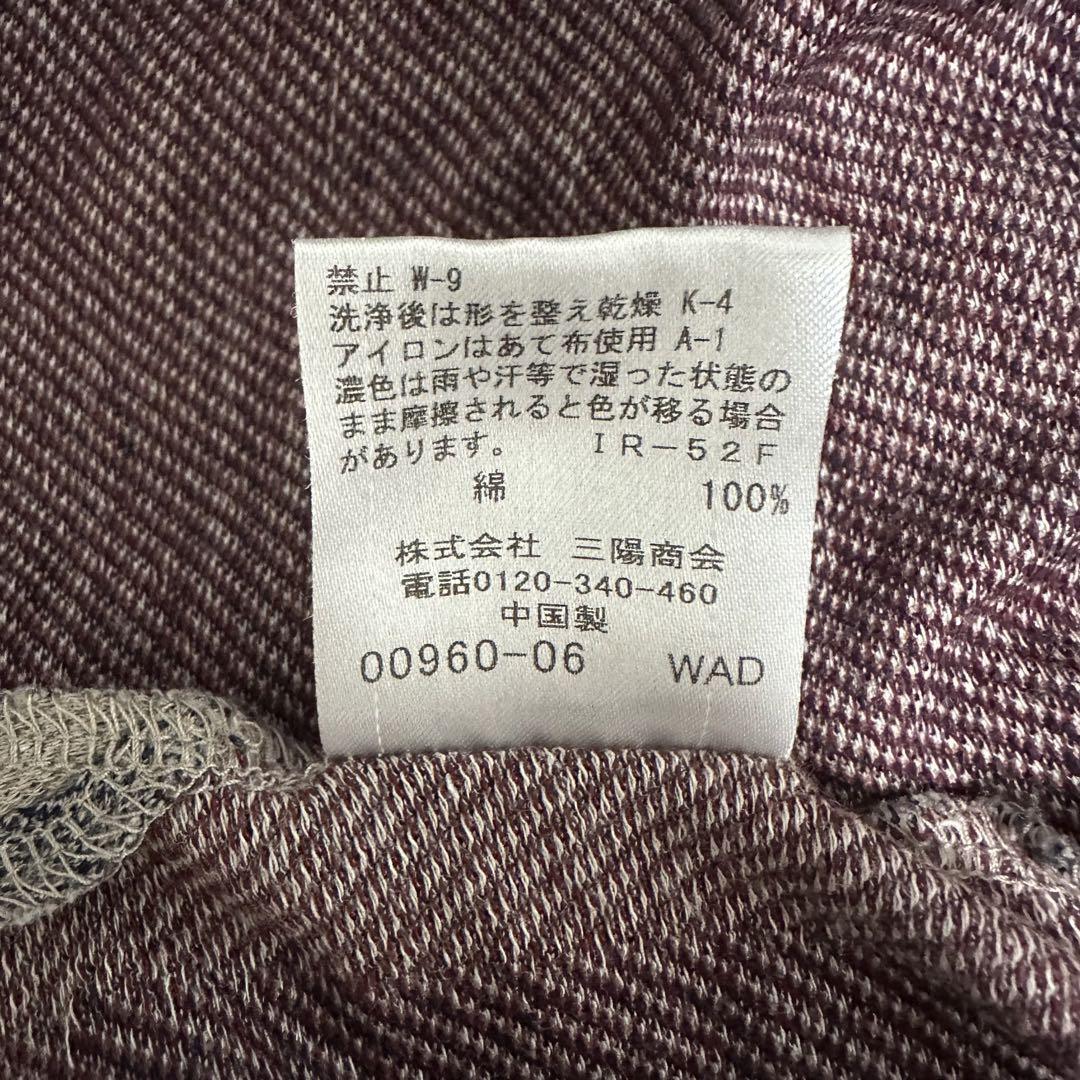 禁止 W-9
洗浄後は形を整え乾燥 K-4
アイロンはあて布使用 A-1
濃色は雨や汗等で湿った状態の
まま摩擦されると色が移る場合
があります。 IR-52F
綿 100%
株式会社 三陽商会
電話0120-340-460
中国製
00960-06 WAD